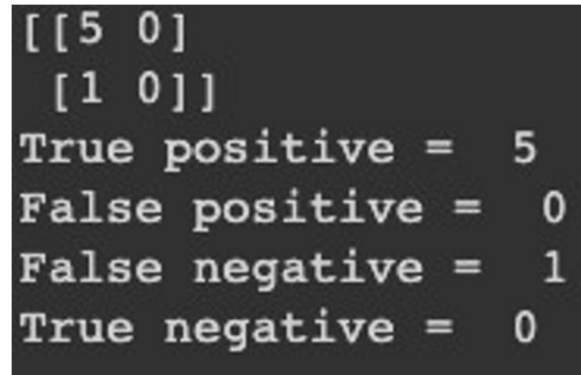 [[5 0]
[1 0]]
True positive = 5
False positive = 0
False negative = 1
True negative = 0